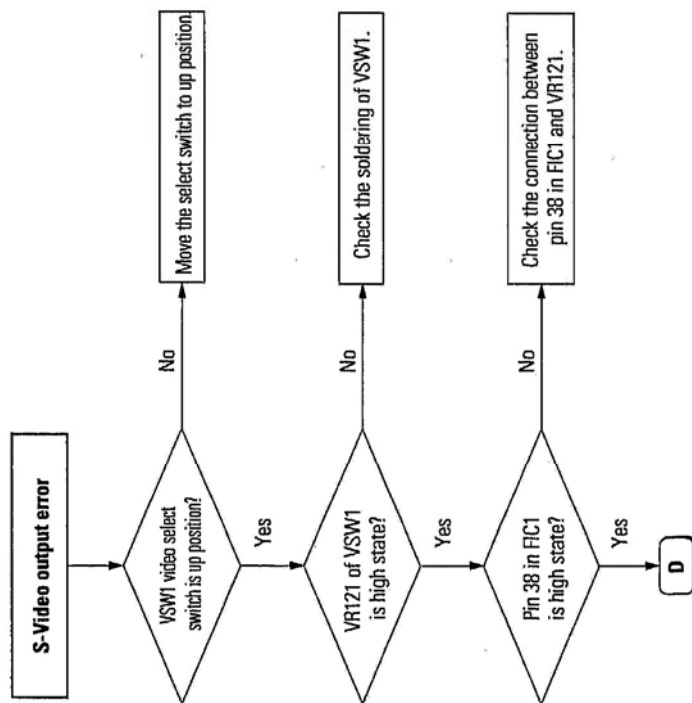 S-Video output error
VSW1 video select
switch is up position?
No
Move the select switch to up position.
Yes
VR121 of VSW1
is high state?
No
Check the soldering of VSW1.
Yes
Pin 38 in FIC1
is high state?
No
Check the connection between
pin 38 in FIC1 and VR121.
Yes
D